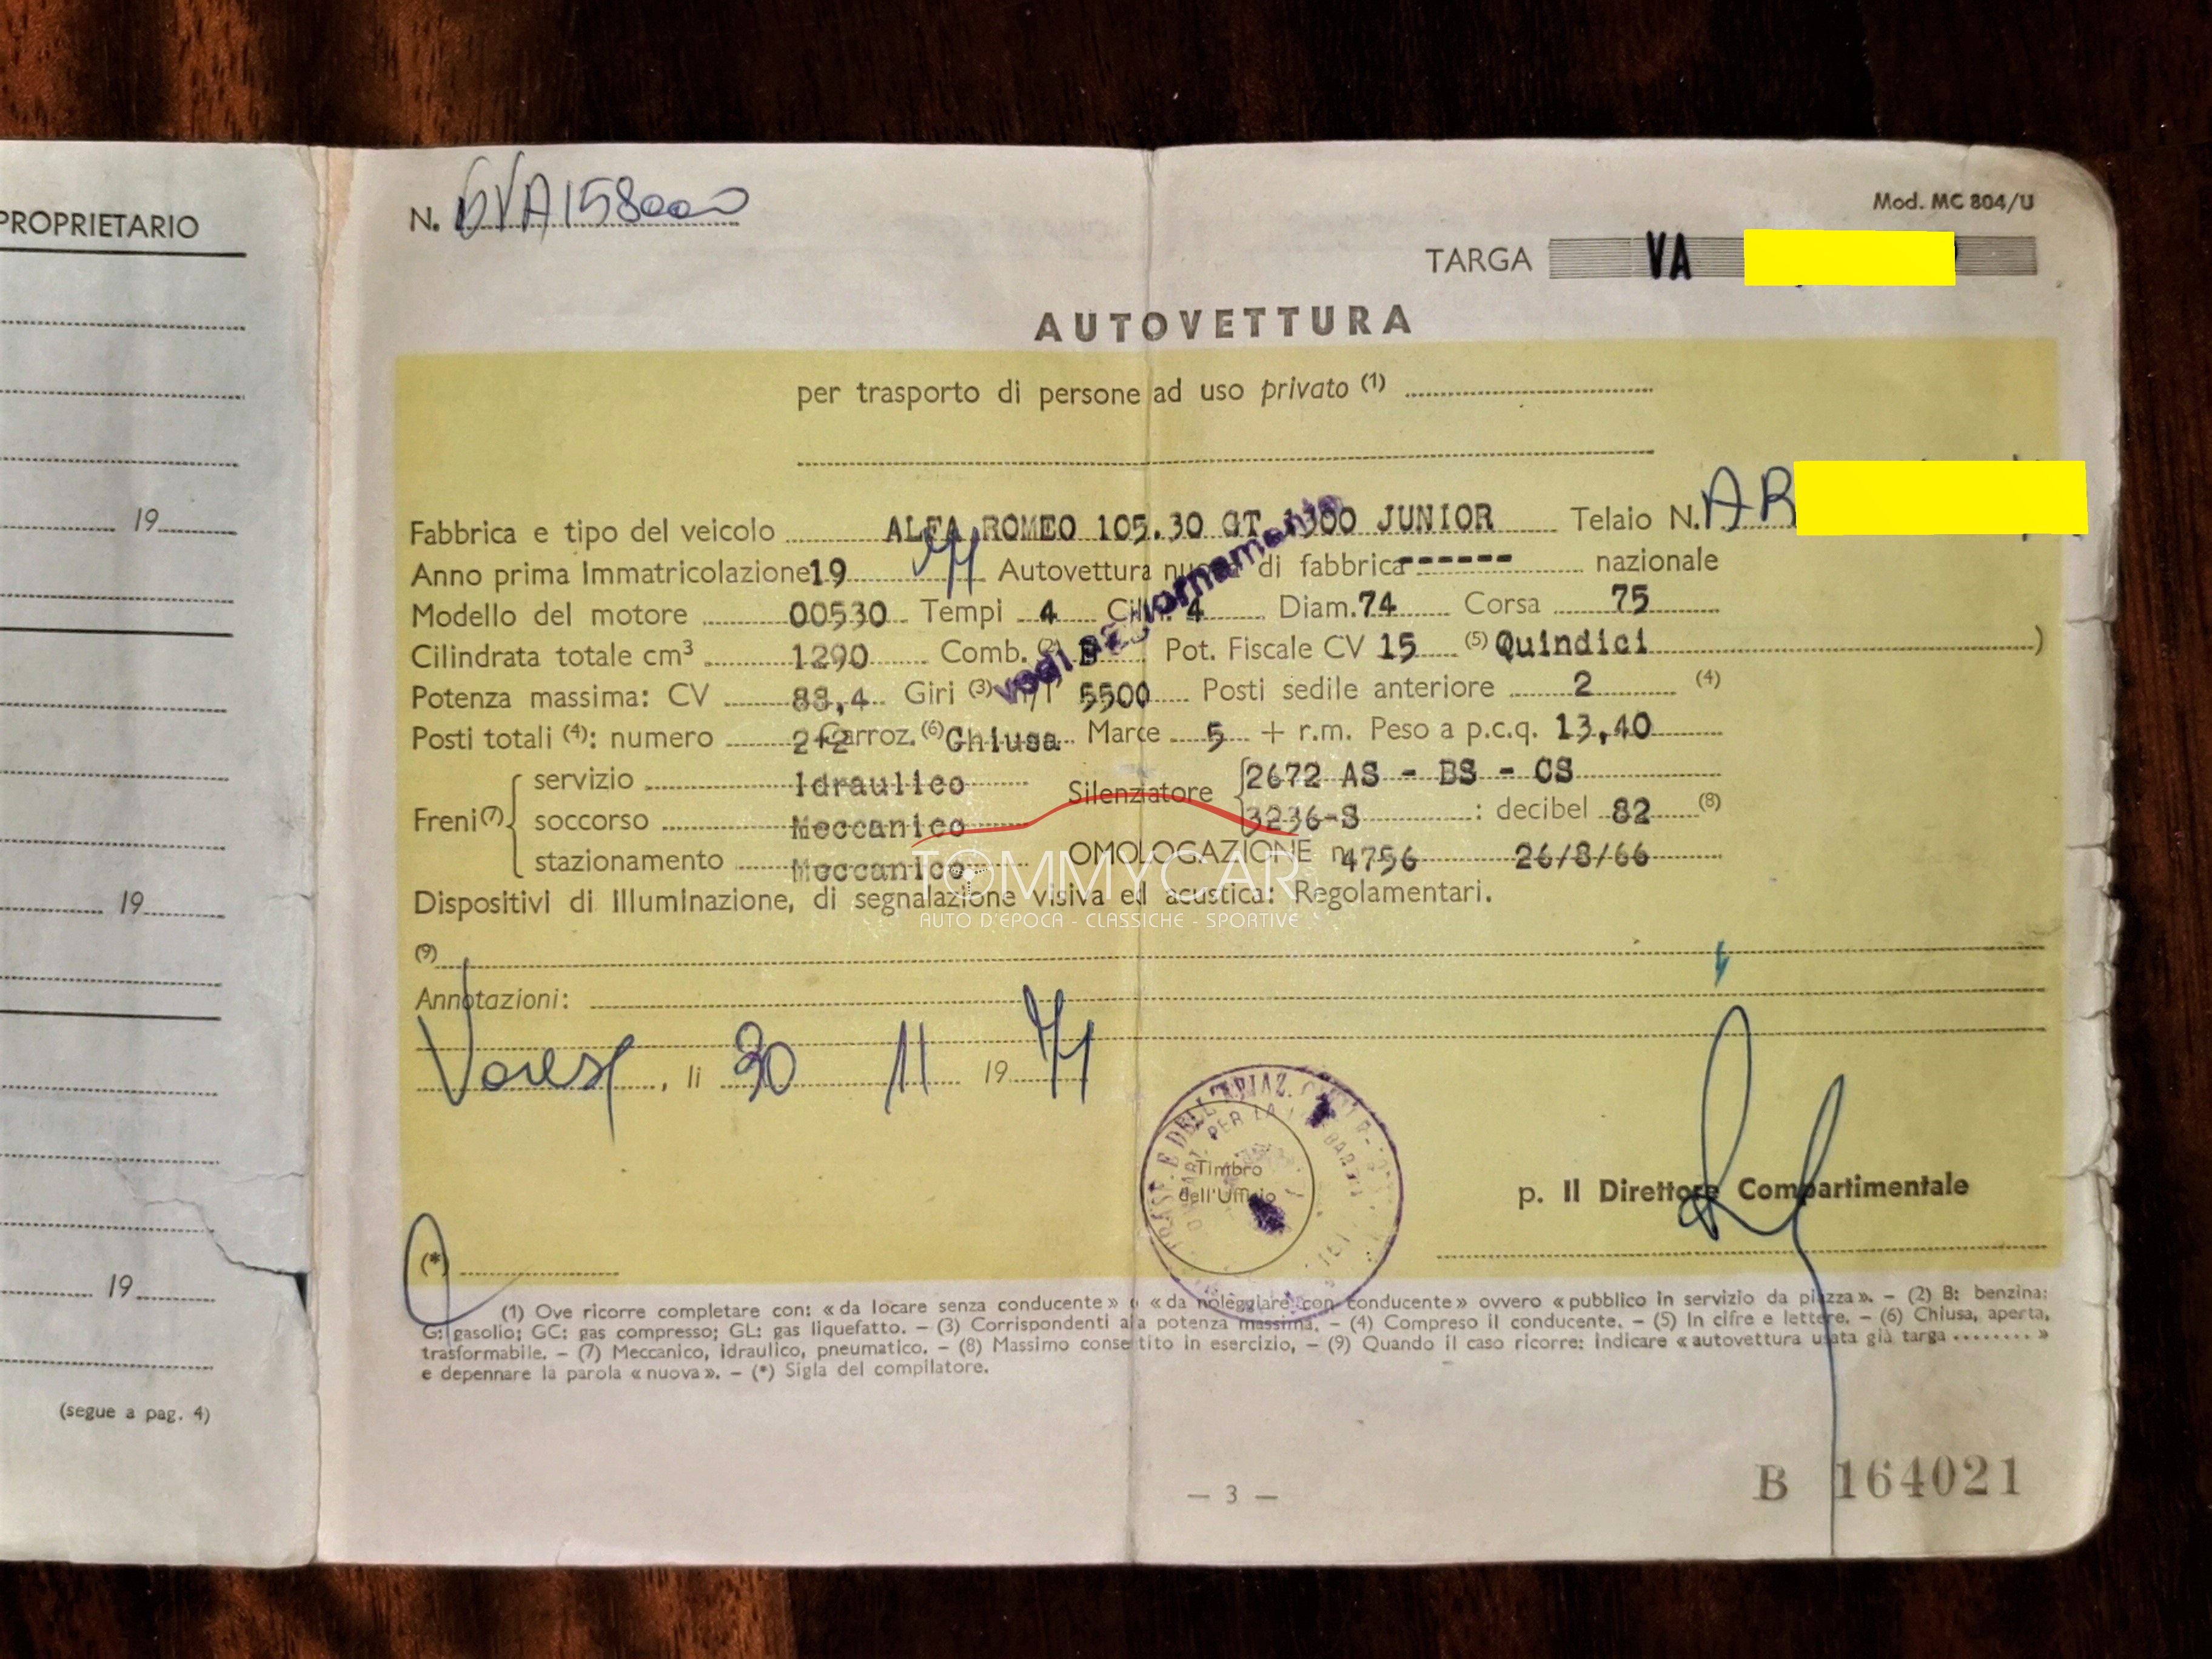 PROPRIETARIO
19
19
19
(segue a pag. 4)
N. VA158000
Mod. MC 804/U
TARGA VA
AUTOVETTURA
per trasporto di persone ad uso privato (1)
Fabbrica e tipo del veicolo ALFA ROMEO 105.30 GT 1300 JUNIOR Telaio N. AR
Anno prima Immatricolazione 19 71 Autovettura nuova di fabbrica ------ nazionale
Modello del motore 00530 Tempi 4 Cilin. 4 Diam. 74 Corsa 75
Cilindrata totale cm³ 1290 Comb. (2) B Pot. Fiscale CV 15 (5) Quindici )
Potenza massima: CV 88,4 Giri (3) n/1' 5500 Posti sedile anteriore 2 (4)
Posti totali (4): numero 2+2 Carroz. (6) Ghiusa Marce 5 + r.m. Peso a p.c.q. 13,40
Freni (7) servizio Idraulico Silenziatore 2672 AS - BS - CS
soccorso Meccanico 3236-S : decibel 82 (8)
stazionamento Meccanico OMOLOGAZIONE n. 4756 26/8/66
Dispositivi di Illuminazione, di segnalazione visiva ed acustica: Regolamentari.
vedi aggiornamento
TOMMYCAR
AUTO D'EPOCA - CLASSICHE - SPORTIVE
(9)
Annotazioni:
Varese, li 30 11 19 71
Timbro
dell'Ufficio
p. Il Direttore Compartimentale
(*)
(1) Ove ricorre completare con: «da locare senza conducente» o «da noleggiare con conducente» ovvero «pubblico in servizio da piazza». – (2) B: benzina;
G: gasolio; GC: gas compresso; GL: gas liquefatto. – (3) Corrispondenti alla potenza massima. – (4) Compreso il conducente. – (5) In cifre e lettere. – (6) Chiusa, aperta,
trasformabile. – (7) Meccanico, idraulico, pneumatico. – (8) Massimo consentito in esercizio. – (9) Quando il caso ricorre: indicare «autovettura usata già targa ........»
e depennare la parola «nuova». – (*) Sigla del compilatore.
— 3 —
B 164021